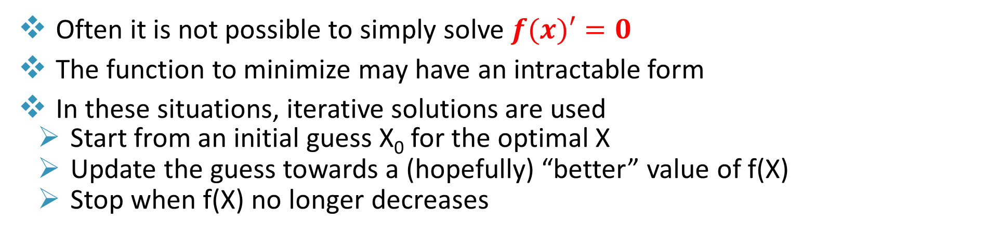 Often it is not possible to simply solve f(x)′ = 0
The function to minimize may have an intractable form
In these situations, iterative solutions are used
Start from an initial guess X₀ for the optimal X
Update the guess towards a (hopefully) “better” value of f(X)
Stop when f(X) no longer decreases